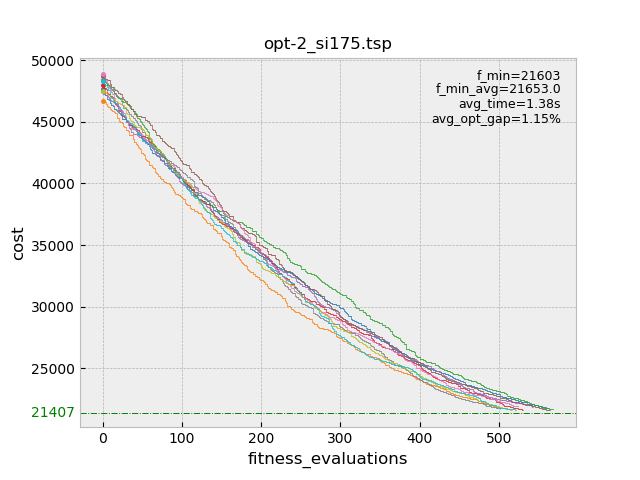 opt-2_si175.tsp
f_min=21603
f_min_avg=21653.0
avg_time=1.38s
avg_opt_gap=1.15%
cost
50000
45000
40000
35000
30000
25000
21407
0 100 200 300 400 500
fitness_evaluations